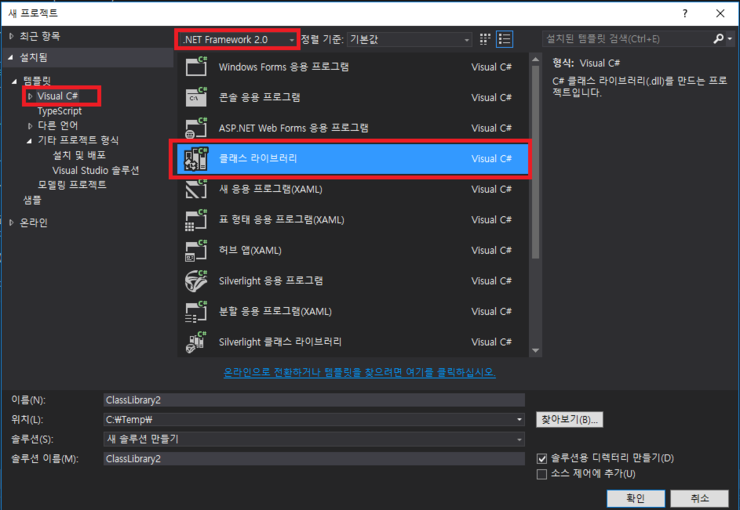 새 프로젝트
? ×
최근 항목
.NET Framework 2.0 정렬 기준: 기본값
설치된 템플릿 검색(Ctrl+E)
설치됨
템플릿
Visual C#
TypeScript
다른 언어
기타 프로젝트 형식
설치 및 배포
Visual Studio 솔루션
모델링 프로젝트
샘플
온라인
Windows Forms 응용 프로그램 Visual C#
콘솔 응용 프로그램 Visual C#
ASP.NET Web Forms 응용 프로그램 Visual C#
클래스 라이브러리 Visual C#
새 응용 프로그램(XAML) Visual C#
표 형태 응용 프로그램(XAML) Visual C#
허브 앱(XAML) Visual C#
Silverlight 응용 프로그램 Visual C#
분할 응용 프로그램(XAML) Visual C#
Silverlight 클래스 라이브러리 Visual C#
형식: Visual C#
C# 클래스 라이브러리(.dll)를 만드는 프로
젝트입니다.
온라인으로 전환하거나 템플릿을 찾으려면 여기를 클릭하십시오.
이름(N): ClassLibrary2
위치(L): C:₩Temp₩ 찾아보기(B)...
솔루션(S): 새 솔루션 만들기
솔루션 이름(M): ClassLibrary2
솔루션용 디렉터리 만들기(D)
소스 제어에 추가(U)
확인 취소